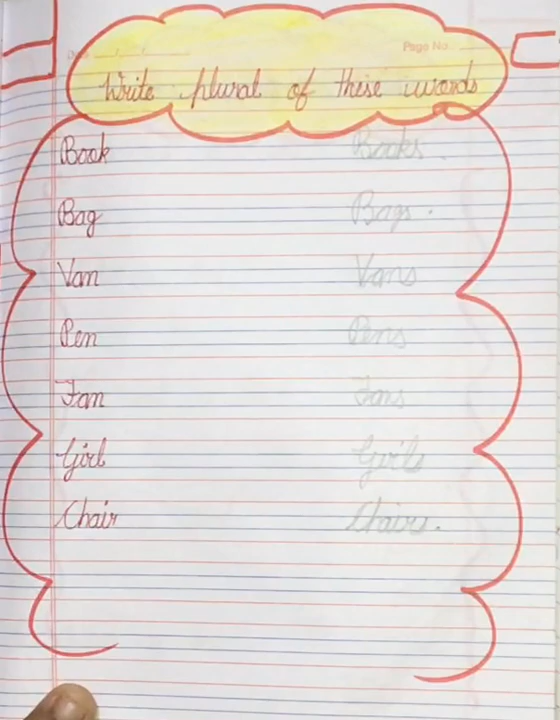 Page No.
Write plural of these words
Book Books.
Bag Bags.
Van Vans
Pen Pens
Fan Fans
Girl Girls
Chair Chairs.